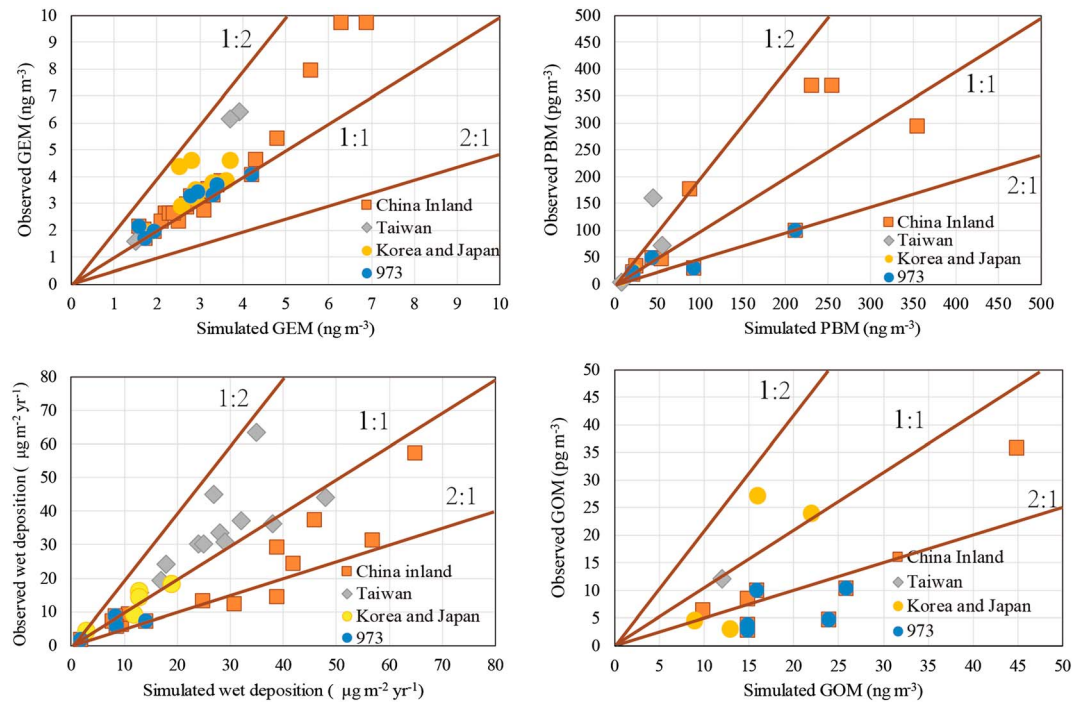 10
9
8
7
6
5
4
3
2
1
0
Observed GEM (ng m-3)
1:2
1:1
2:1
China Inland
Taiwan
Korea and Japan
973
0 1 2 3 4 5 6 7 8 9 10
Simulated GEM (ng m-3)
500
450
400
350
300
250
200
150
100
50
0
Observed PBM (pg m-3)
1:2
1:1
2:1
China Inland
Taiwan
Korea and Japan
973
0 50 100 150 200 250 300 350 400 450 500
Simulated PBM (ng m-3)
80
70
60
50
40
30
20
10
0
Observed wet deposition ( μg m-2 yr-1)
1:2
1:1
2:1
China inland
Taiwan
Korea and Japan
973
0 10 20 30 40 50 60 70 80
Simulated wet deposition ( μg m-2 yr-1)
50
45
40
35
30
25
20
15
10
5
0
Observed GOM (pg m-3)
1:2
1:1
2:1
China Inland
Taiwan
Korea and Japan
973
0 5 10 15 20 25 30 35 40 45 50
Simulated GOM (ng m-3)